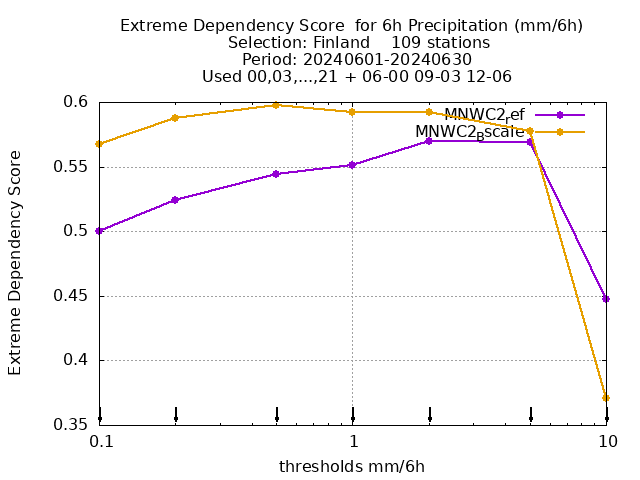 Extreme Dependency Score  for 6h Precipitation (mm/6h)
Selection: Finland    109 stations
Period: 20240601-20240630
Used 00,03,...,21 + 06-00 09-03 12-06
MNWC2ref
MNWC2Bscale
Extreme Dependency Score
0.6
0.55
0.5
0.45
0.4
0.35
0.1
1
10
thresholds mm/6h